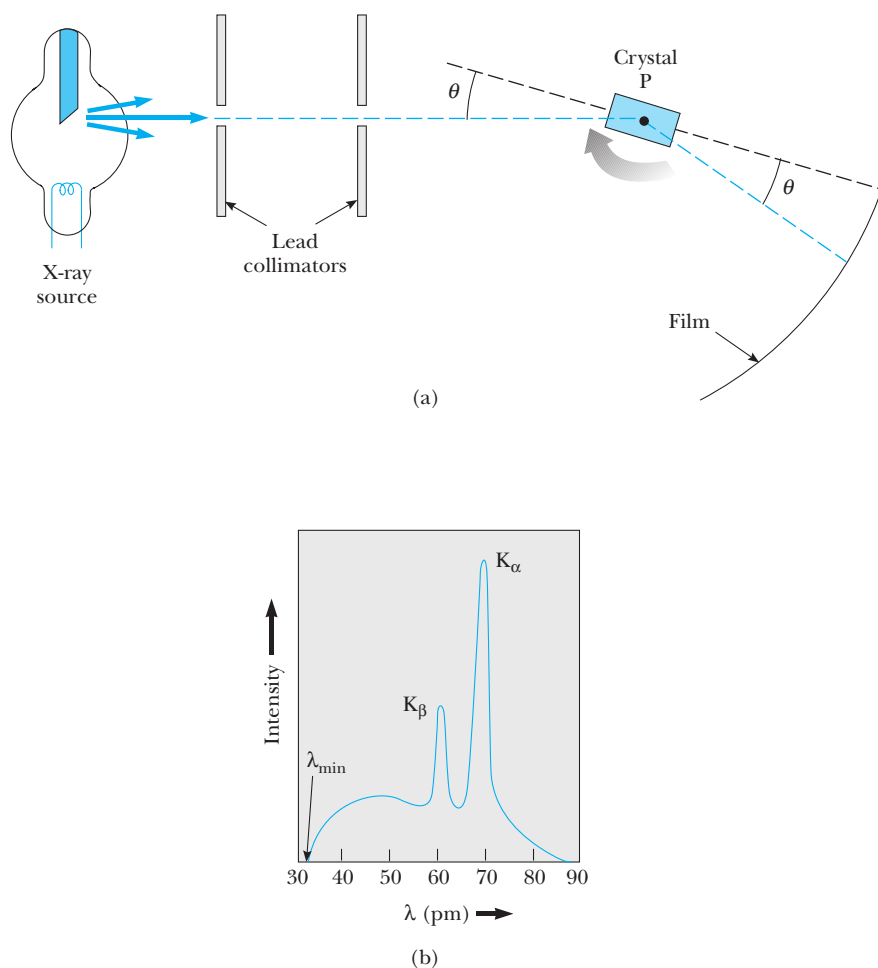 Crystal
P
θ
θ
Lead
collimators
X-ray
source
Film
(a)
Kα
Kβ
Intensity
λmin
30 40 50 60 70 80 90
λ (pm)
(b)